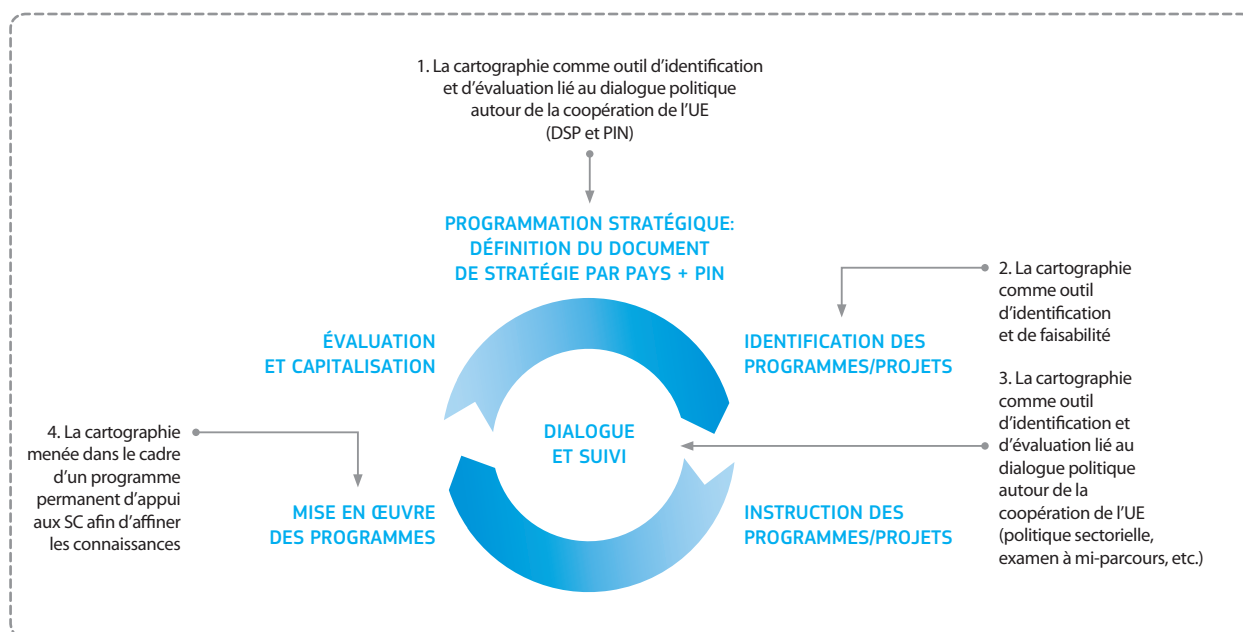 1. La cartographie comme outil d’identification
et d’évaluation lié au dialogue politique
autour de la coopération de l’UE
(DSP et PIN)
PROGRAMMATION STRATÉGIQUE:
DÉFINITION DU DOCUMENT
DE STRATÉGIE PAR PAYS + PIN
2. La cartographie
comme outil
d’identification
et de faisabilité
ÉVALUATION
ET CAPITALISATION
IDENTIFICATION DES
PROGRAMMES/PROJETS
3. La cartographie
comme outil
d’identification et
d’évaluation lié au
dialogue politique
autour de la
coopération de l’UE
(politique sectorielle,
examen à mi-parcours, etc.)
DIALOGUE
ET SUIVI
4. La cartographie
menée dans le cadre
d’un programme
permanent d’appui
aux SC afin d’affiner
les connaissances
MISE EN ŒUVRE
DES PROGRAMMES
INSTRUCTION DES
PROGRAMMES/PROJETS